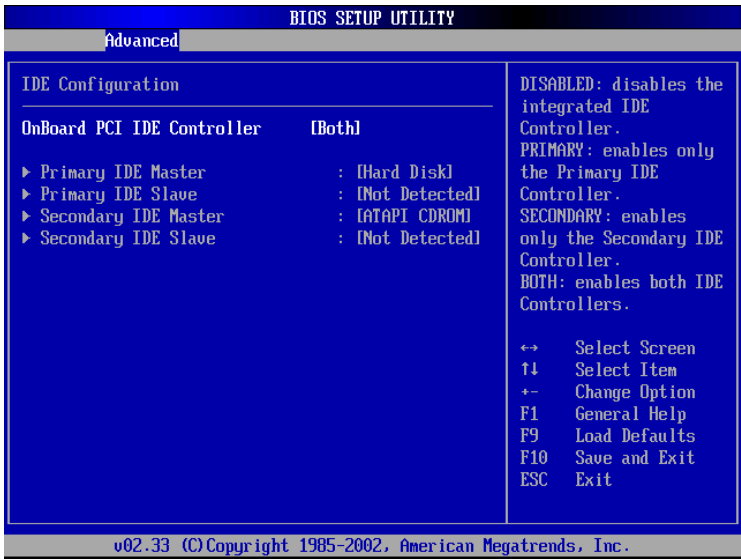 BIOS SETUP UTILITY
Advanced
IDE Configuration
OnBoard PCI IDE Controller [Both]
▶ Primary IDE Master : [Hard Disk]
▶ Primary IDE Slave : [Not Detected]
▶ Secondary IDE Master : [ATAPI CDROM]
▶ Secondary IDE Slave : [Not Detected]
DISABLED: disables the
integrated IDE
Controller.
PRIMARY: enables only
the Primary IDE
Controller.
SECONDARY: enables
only the Secondary IDE
Controller.
BOTH: enables both IDE
Controllers.
↔ Select Screen
↑↓ Select Item
+- Change Option
F1 General Help
F9 Load Defaults
F10 Save and Exit
ESC Exit
v02.33 (C)Copyright 1985-2002, American Megatrends, Inc.